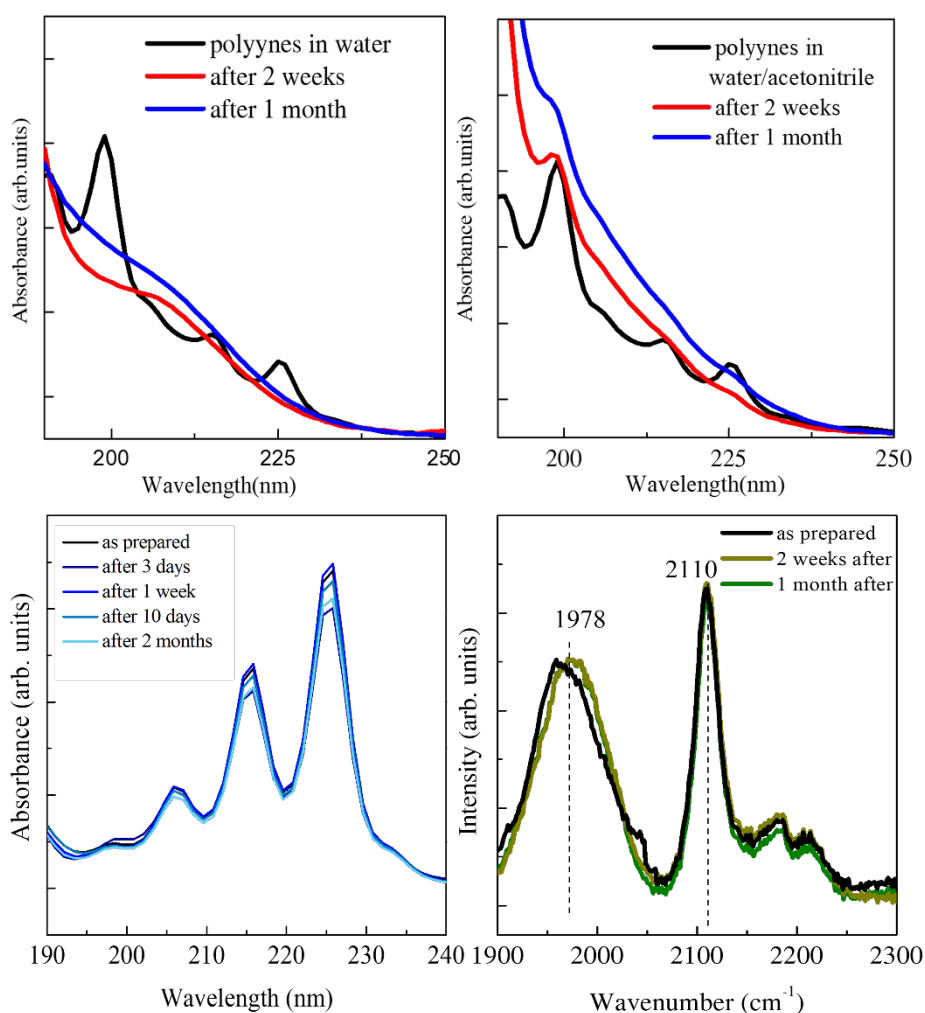 polyynes in water
after 2 weeks
after 1 month
Absorbance (arb.units)
200
225
250
Wavelength(nm)
polyynes in
water/acetonitrile
after 2 weeks
after 1 month
Absorbance (arb.units)
200
225
250
Wavelength(nm)
as prepared
after 3 days
after 1 week
after 10 days
after 2 months
Absorbance (arb. units)
190
200
210
220
230
240
Wavelength (nm)
as prepared
2 weeks after
1 month after
2110
1978
Intensity (arb. units)
1900
2000
2100
2200
2300
Wavenumber (cm⁻¹)